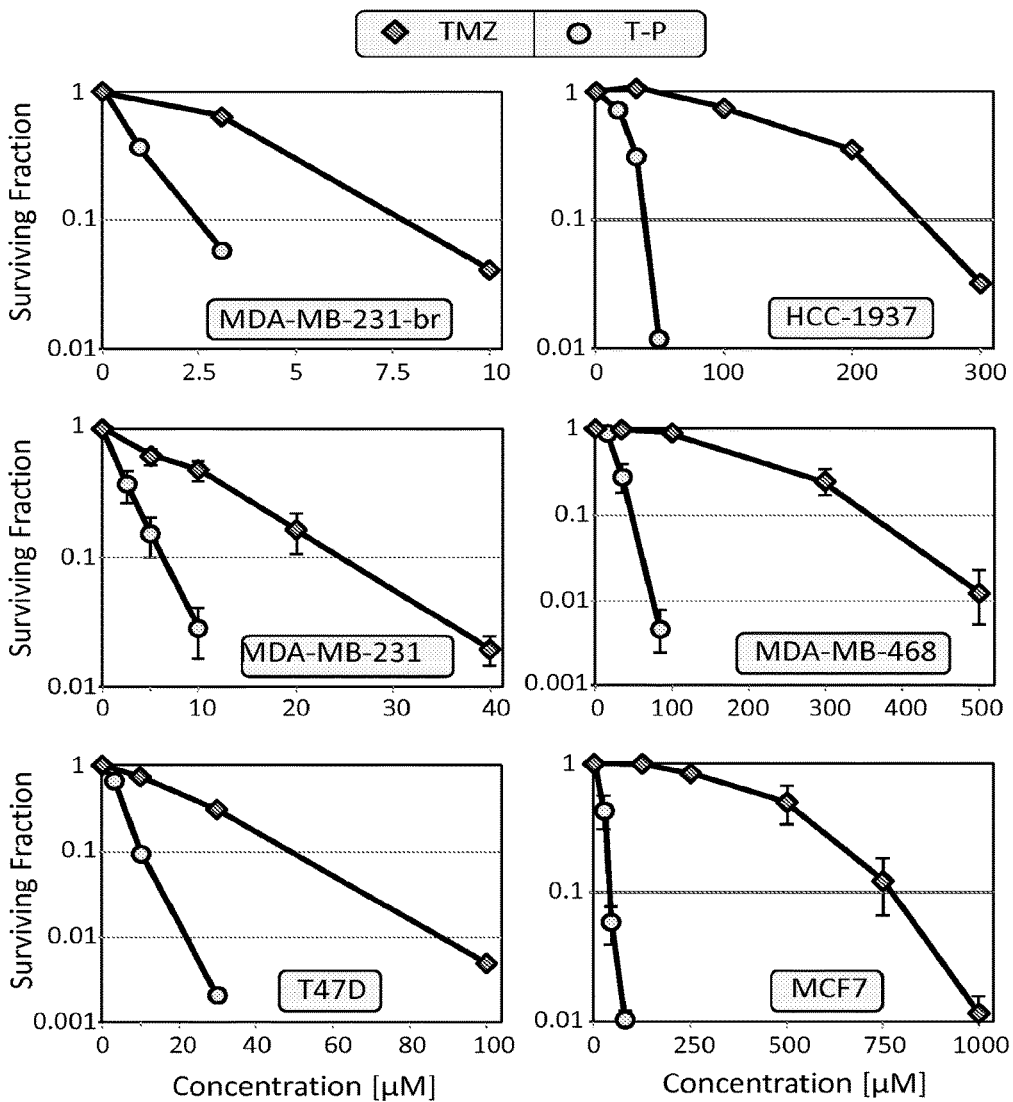 TMZ T-P
Surviving Fraction
1
0.1
0.01
0 2.5 5 7.5 10
MDA-MB-231-br
1
0.1
0.01
0 100 200 300
HCC-1937
Surviving Fraction
1
0.1
0.01
0 10 20 30 40
MDA-MB-231
1
0.1
0.01
0.001
0 100 200 300 400 500
MDA-MB-468
Surviving Fraction
1
0.1
0.01
0.001
0 20 40 60 80 100
T47D
Concentration [µM]
1
0.1
0.01
0 250 500 750 1000
MCF7
Concentration [µM]